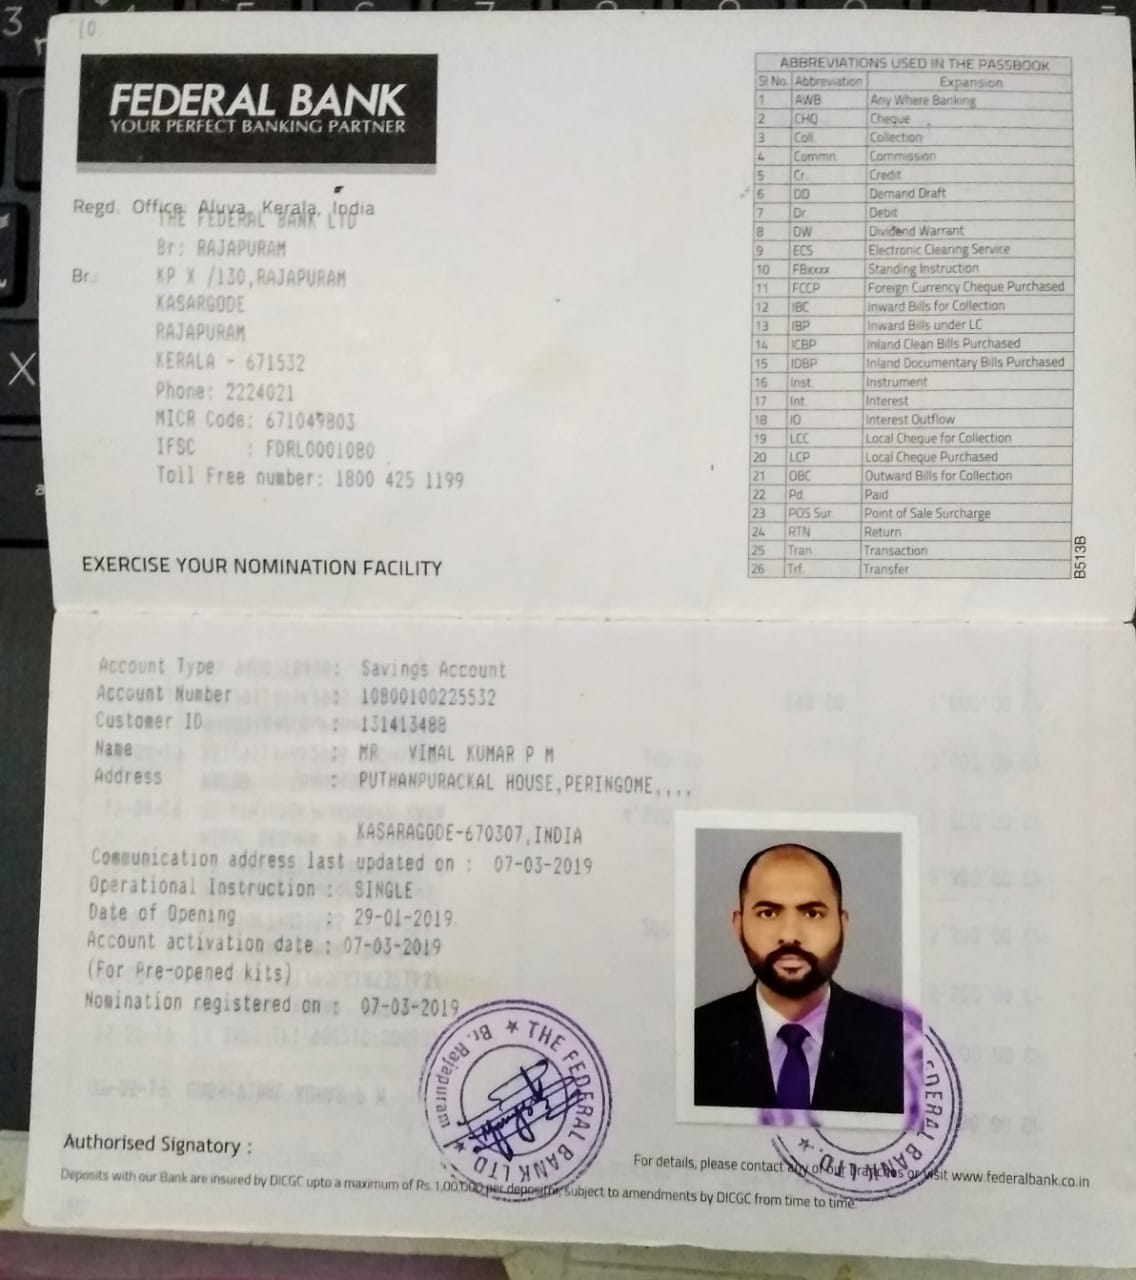 FEDERAL BANK
YOUR PERFECT BANKING PARTNER
Regd. Office: Aluva, Kerala, India
THE FEDERAL BANK LTD
Br: RAJAPURAM
Br: KP X /130,RAJAPURAM
KASARGODE
RAJAPURAM
KERALA - 671532
Phone: 2224021
MICR Code: 671049803
IFSC : FDRL0001080
Toll Free number: 1800 425 1199
EXERCISE YOUR NOMINATION FACILITY
ABBREVIATIONS USED IN THE PASSBOOK
Sl No. Abbreviation Expansion
1 AWB Any Where Banking
2 CHQ Cheque
3 Coll. Collection
4 Commn. Commission
5 Cr. Credit
6 DD Demand Draft
7 Dr. Debit
8 DW Dividend Warrant
9 ECS Electronic Clearing Service
10 FBxxxx Standing Instruction
11 FCCP Foreign Currency Cheque Purchased
12 IBC Inward Bills for Collection
13 IBP Inward Bills under LC
14 ICBP Inland Clean Bills Purchased
15 IDBP Inland Documentary Bills Purchased
16 Inst. Instrument
17 Int. Interest
18 IO Interest Outflow
19 LCC Local Cheque for Collection
20 LCP Local Cheque Purchased
21 OBC Outward Bills for Collection
22 Pd. Paid
23 POS Sur. Point of Sale Surcharge
24 RTN Return
25 Tran. Transaction
26 Trf. Transfer
B513B
Account Type : Savings Account
Account Number : 10800100225532
Customer ID : 131413488
Name : MR VIMAL KUMAR P M
Address : PUTHANPURACKAL HOUSE,PERINGOME,,,,
KASARAGODE-670307,INDIA
Communication address last updated on : 07-03-2019
Operational Instruction : SINGLE
Date of Opening : 29-01-2019
Account activation date : 07-03-2019
(For Pre-opened kits)
Nomination registered on : 07-03-2019
★ THE FEDERAL BANK LTD ★ Br. Rajapuram
DERAL BANK LTD. ★
Authorised Signatory :
For details, please contact any of our branches or visit www.federalbank.co.in
Deposits with our Bank are insured by DICGC upto a maximum of Rs. 1,00,000 per depositor, subject to amendments by DICGC from time to time.